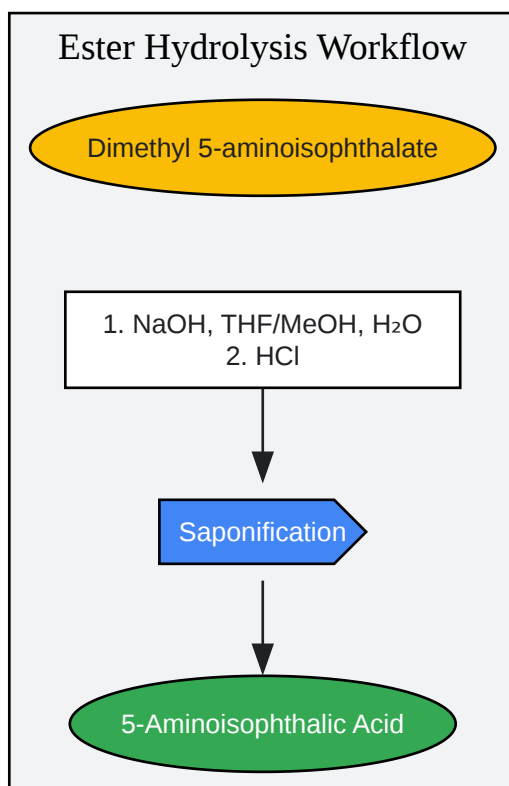 Ester Hydrolysis Workflow
Dimethyl 5-aminoisophthalate
1. NaOH, THF/MeOH, H₂O
2. HCl
Saponification
5-Aminoisophthalic Acid